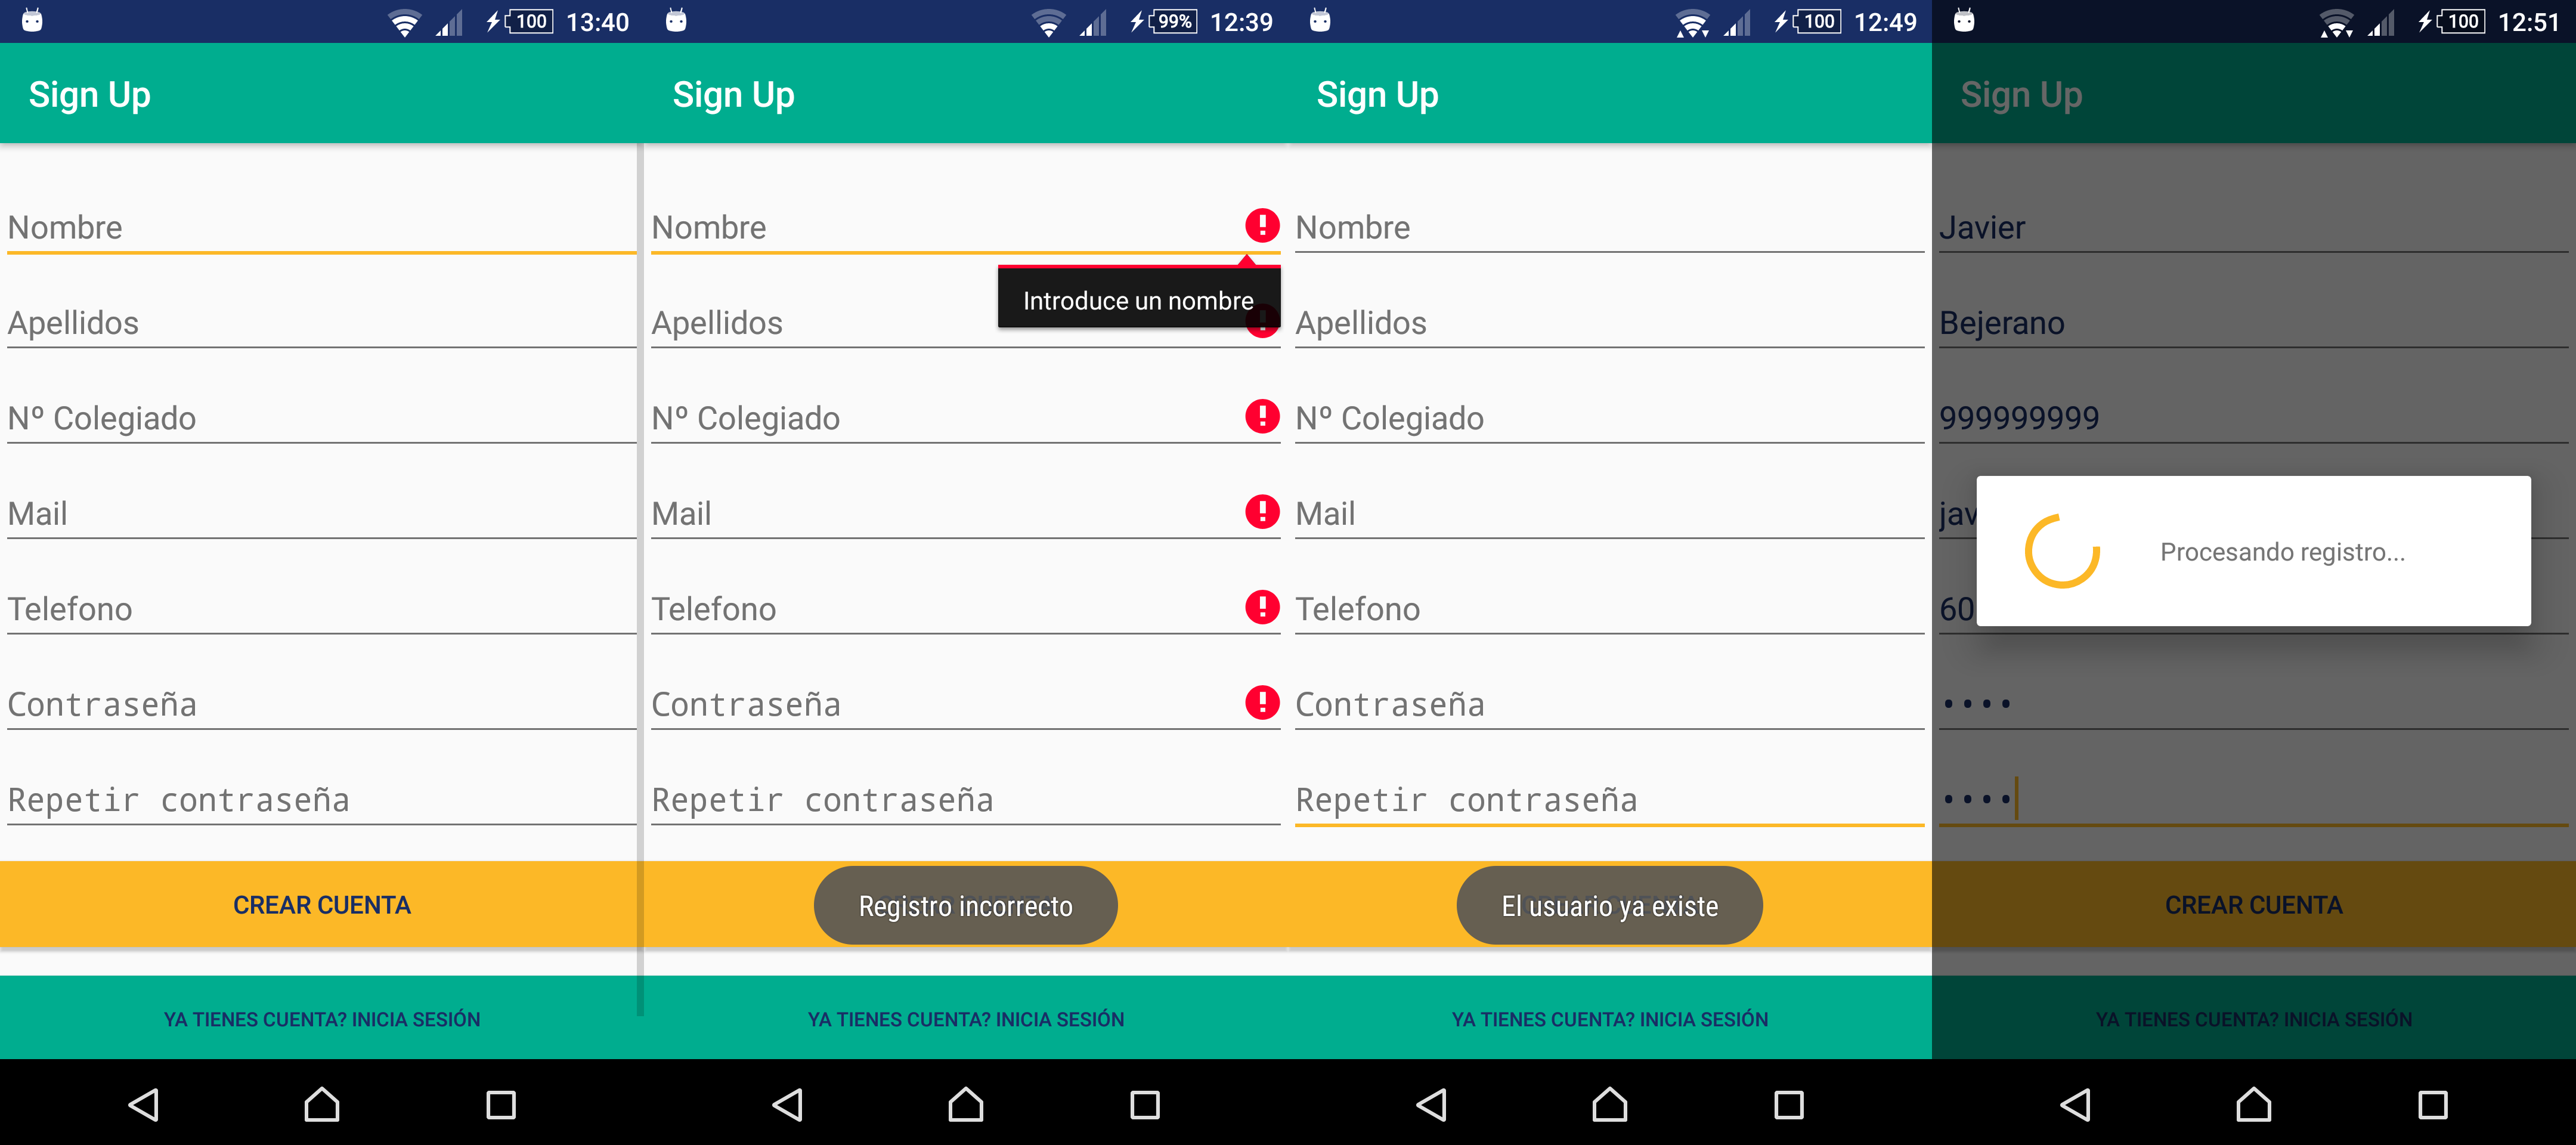 100 13:40
Sign Up
Nombre
Apellidos
Nº Colegiado
Mail
Telefono
Contraseña
Repetir contraseña
CREAR CUENTA
YA TIENES CUENTA? INICIA SESIÓN
99% 12:39
Sign Up
Nombre
Introduce un nombre
Apellidos
Nº Colegiado
Mail
Telefono
Contraseña
Repetir contraseña
Registro incorrecto
YA TIENES CUENTA? INICIA SESIÓN
100 12:49
Sign Up
Nombre
Apellidos
Nº Colegiado
Mail
Telefono
Contraseña
Repetir contraseña
El usuario ya existe
YA TIENES CUENTA? INICIA SESIÓN
100 12:51
Sign Up
Javier
Bejerano
999999999
jav
Procesando registro...
60
••••
••••
CREAR CUENTA
YA TIENES CUENTA? INICIA SESIÓN